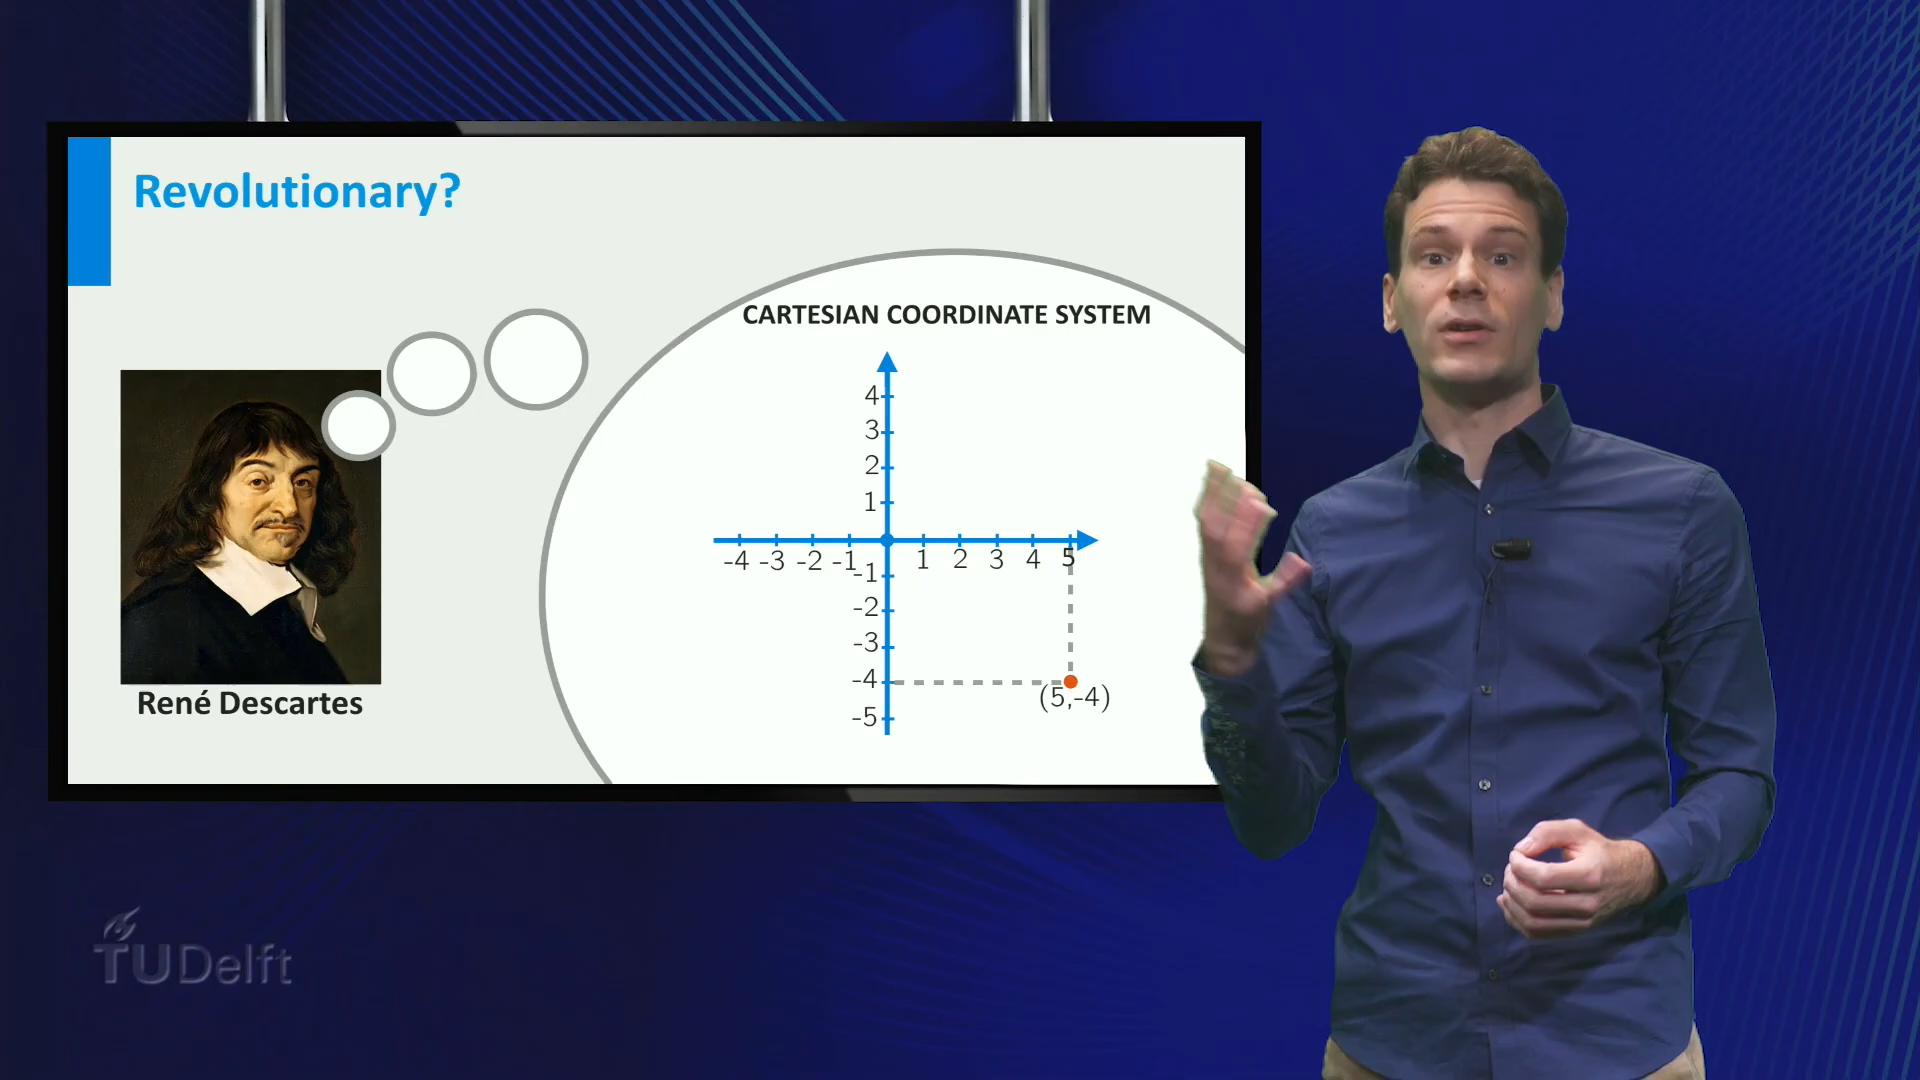 Revolutionary?
CARTESIAN COORDINATE SYSTEM
4
3
2
1
-4 -3 -2 -1 1 2 3 4 5
-1
-2
-3
-4
(5,-4)
-5
René Descartes
TUDelft